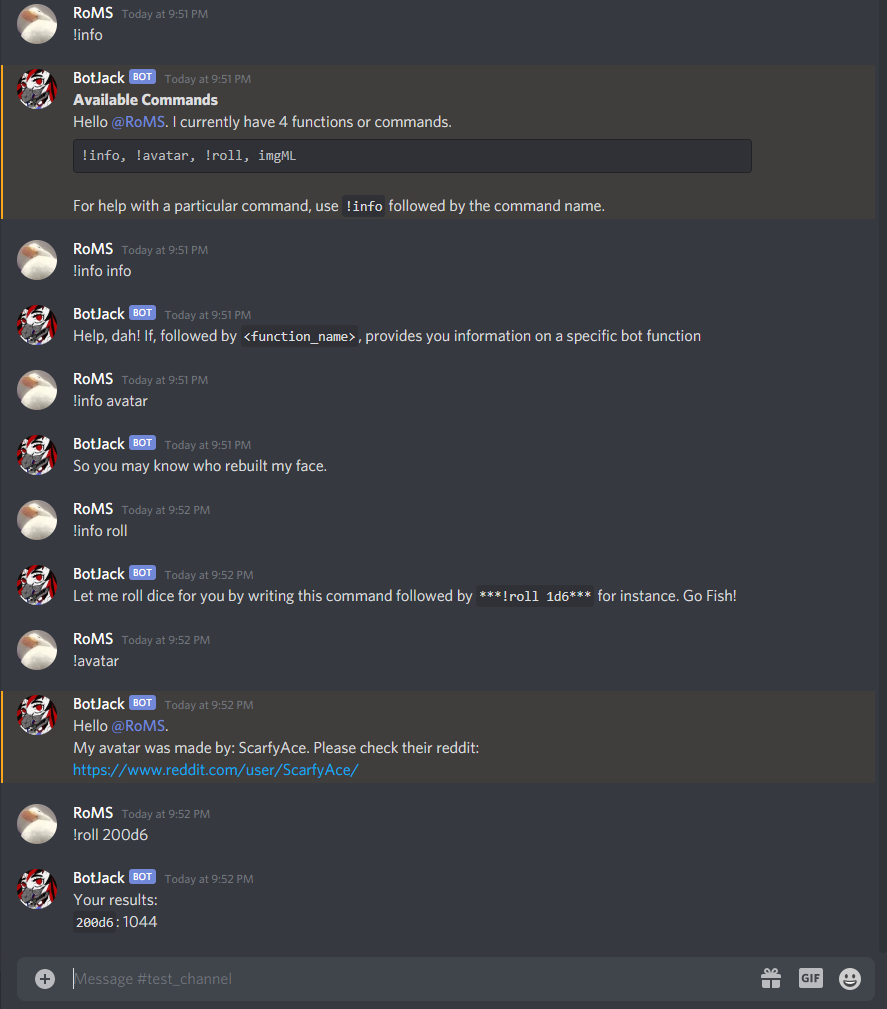 RoMS Today at 9:51 PM
!info
BotJack BOT Today at 9:51 PM
Available Commands
Hello @RoMS. I currently have 4 functions or commands.
!info, !avatar, !roll, imgML
For help with a particular command, use !info followed by the command name.
RoMS Today at 9:51 PM
!info info
BotJack BOT Today at 9:51 PM
Help, dah! If, followed by <function_name>, provides you information on a specific bot function
RoMS Today at 9:51 PM
!info avatar
BotJack BOT Today at 9:51 PM
So you may know who rebuilt my face.
RoMS Today at 9:52 PM
!info roll
BotJack BOT Today at 9:52 PM
Let me roll dice for you by writing this command followed by ***!roll 1d6*** for instance. Go Fish!
RoMS Today at 9:52 PM
!avatar
BotJack BOT Today at 9:52 PM
Hello @RoMS.
My avatar was made by: ScarfyAce. Please check their reddit:
https://www.reddit.com/user/ScarfyAce/
RoMS Today at 9:52 PM
!roll 200d6
BotJack BOT Today at 9:52 PM
Your results:
200d6: 1044
Message #test_channel
GIF